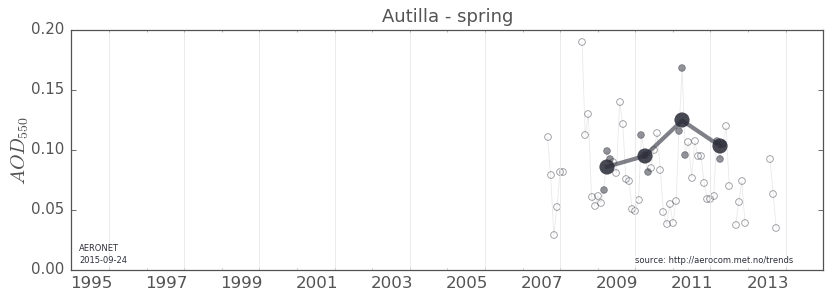 Autilla - spring
0.20
0.15
0.10
0.05
0.00
AOD550
AERONET
2015-09-24
source: http://aerocom.met.no/trends
1995 1997 1999 2001 2003 2005 2007 2009 2011 2013